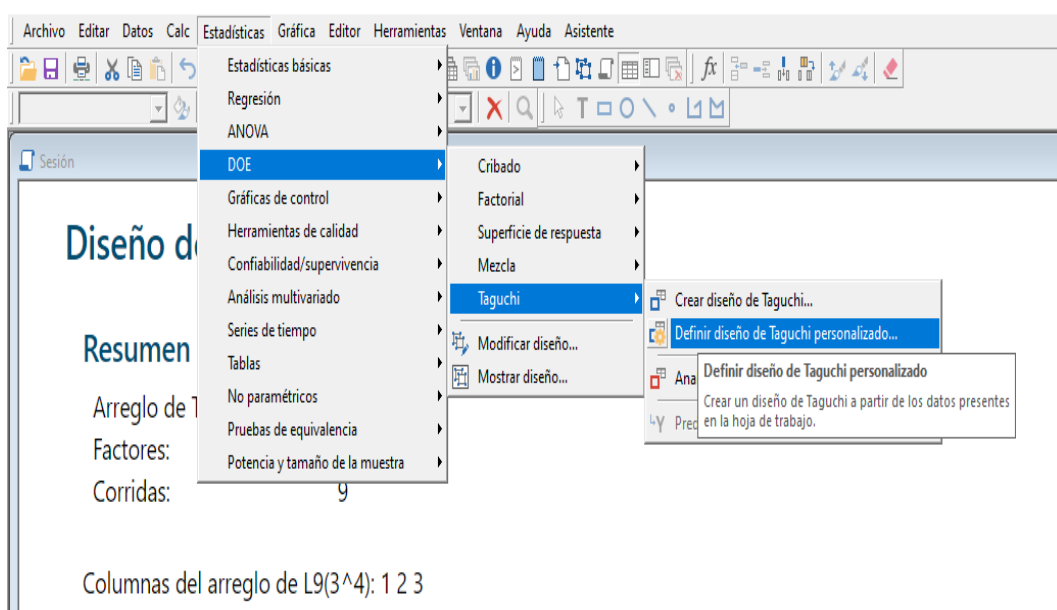 Archivo Editar Datos Calc Estadísticas Gráfica Editor Herramientas Ventana Ayuda Asistente
Estadísticas básicas
Regresión
ANOVA
DOE
Gráficas de control
Herramientas de calidad
Confiabilidad/supervivencia
Análisis multivariado
Series de tiempo
Tablas
No paramétricos
Pruebas de equivalencia
Potencia y tamaño de la muestra
Cribado
Factorial
Superficie de respuesta
Mezcla
Taguchi
Modificar diseño...
Mostrar diseño...
Crear diseño de Taguchi...
Definir diseño de Taguchi personalizado...
Ana
Pred
Definir diseño de Taguchi personalizado
Crear un diseño de Taguchi a partir de los datos presentes
en la hoja de trabajo.
Sesión
Diseño de
Resumen
Arreglo de T
Factores:
Corridas: 9
Columnas del arreglo de L9(3^4): 1 2 3